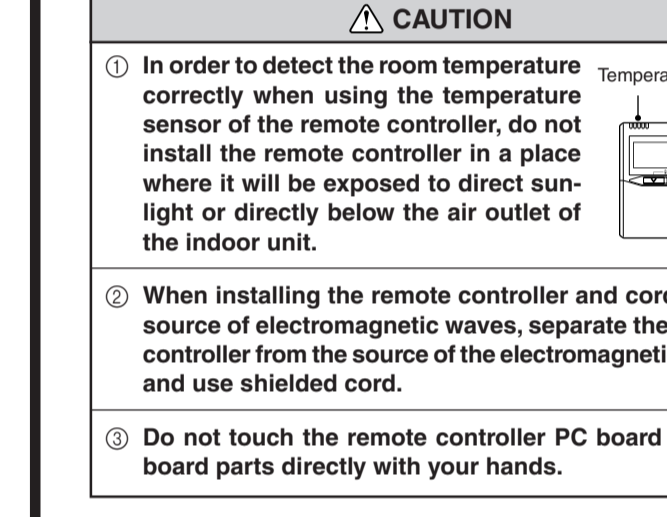 CAUTION
① In order to detect the room temperature
correctly when using the temperature
sensor of the remote controller, do not
install the remote controller in a place
where it will be exposed to direct sun-
light or directly below the air outlet of
the indoor unit.
Tempera
② When installing the remote controller and cor
source of electromagnetic waves, separate the
controller from the source of the electromagneti
and use shielded cord.
③ Do not touch the remote controller PC board
board parts directly with your hands.